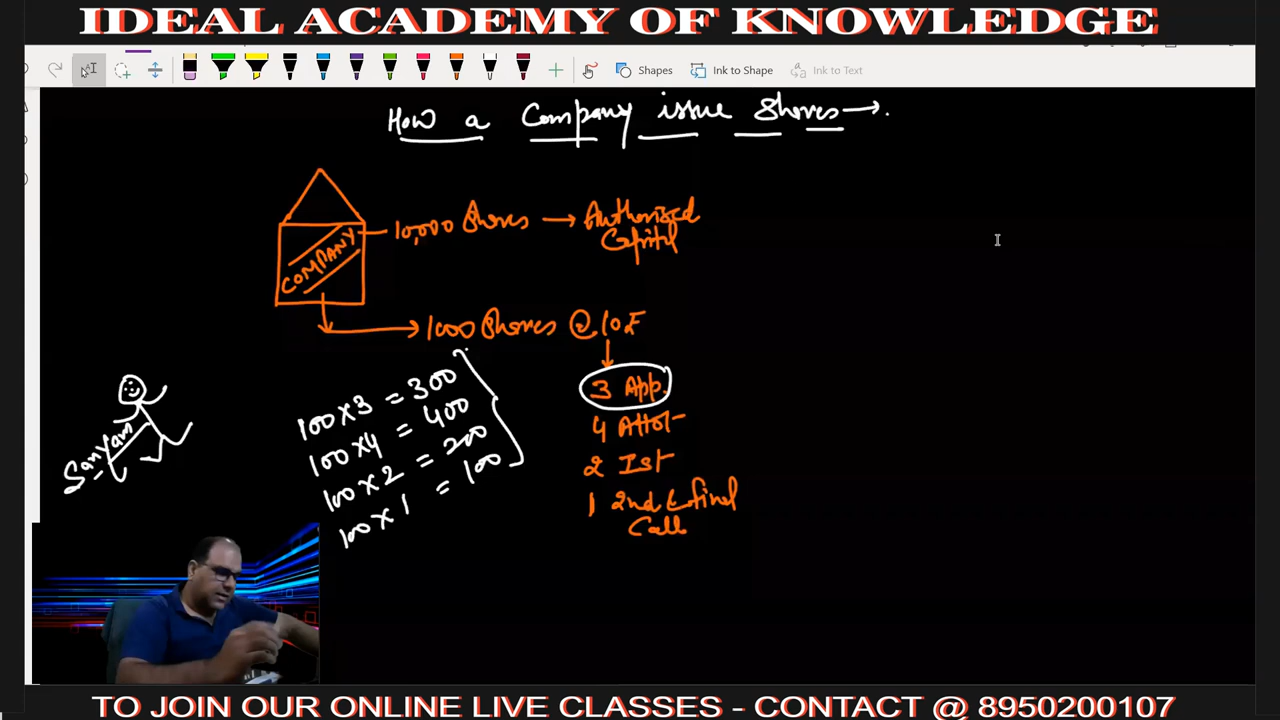 IDEAL ACADEMY OF KNOWLEDGE
Shapes
Ink to Shape
Ink to Text
How a Company issue Shares→.
COMPANY
10,000 Shares → Authorized
Capital
1000 Shares @ 10₹
3 App.
4 Allot
2 Ist
1 2nd & final
Call
100 × 3 = 300
100 × 4 = 400
100 × 2 = 200
100 × 1 = 100
Sanyam
TO JOIN OUR ONLINE LIVE CLASSES - CONTACT @ 8950200107